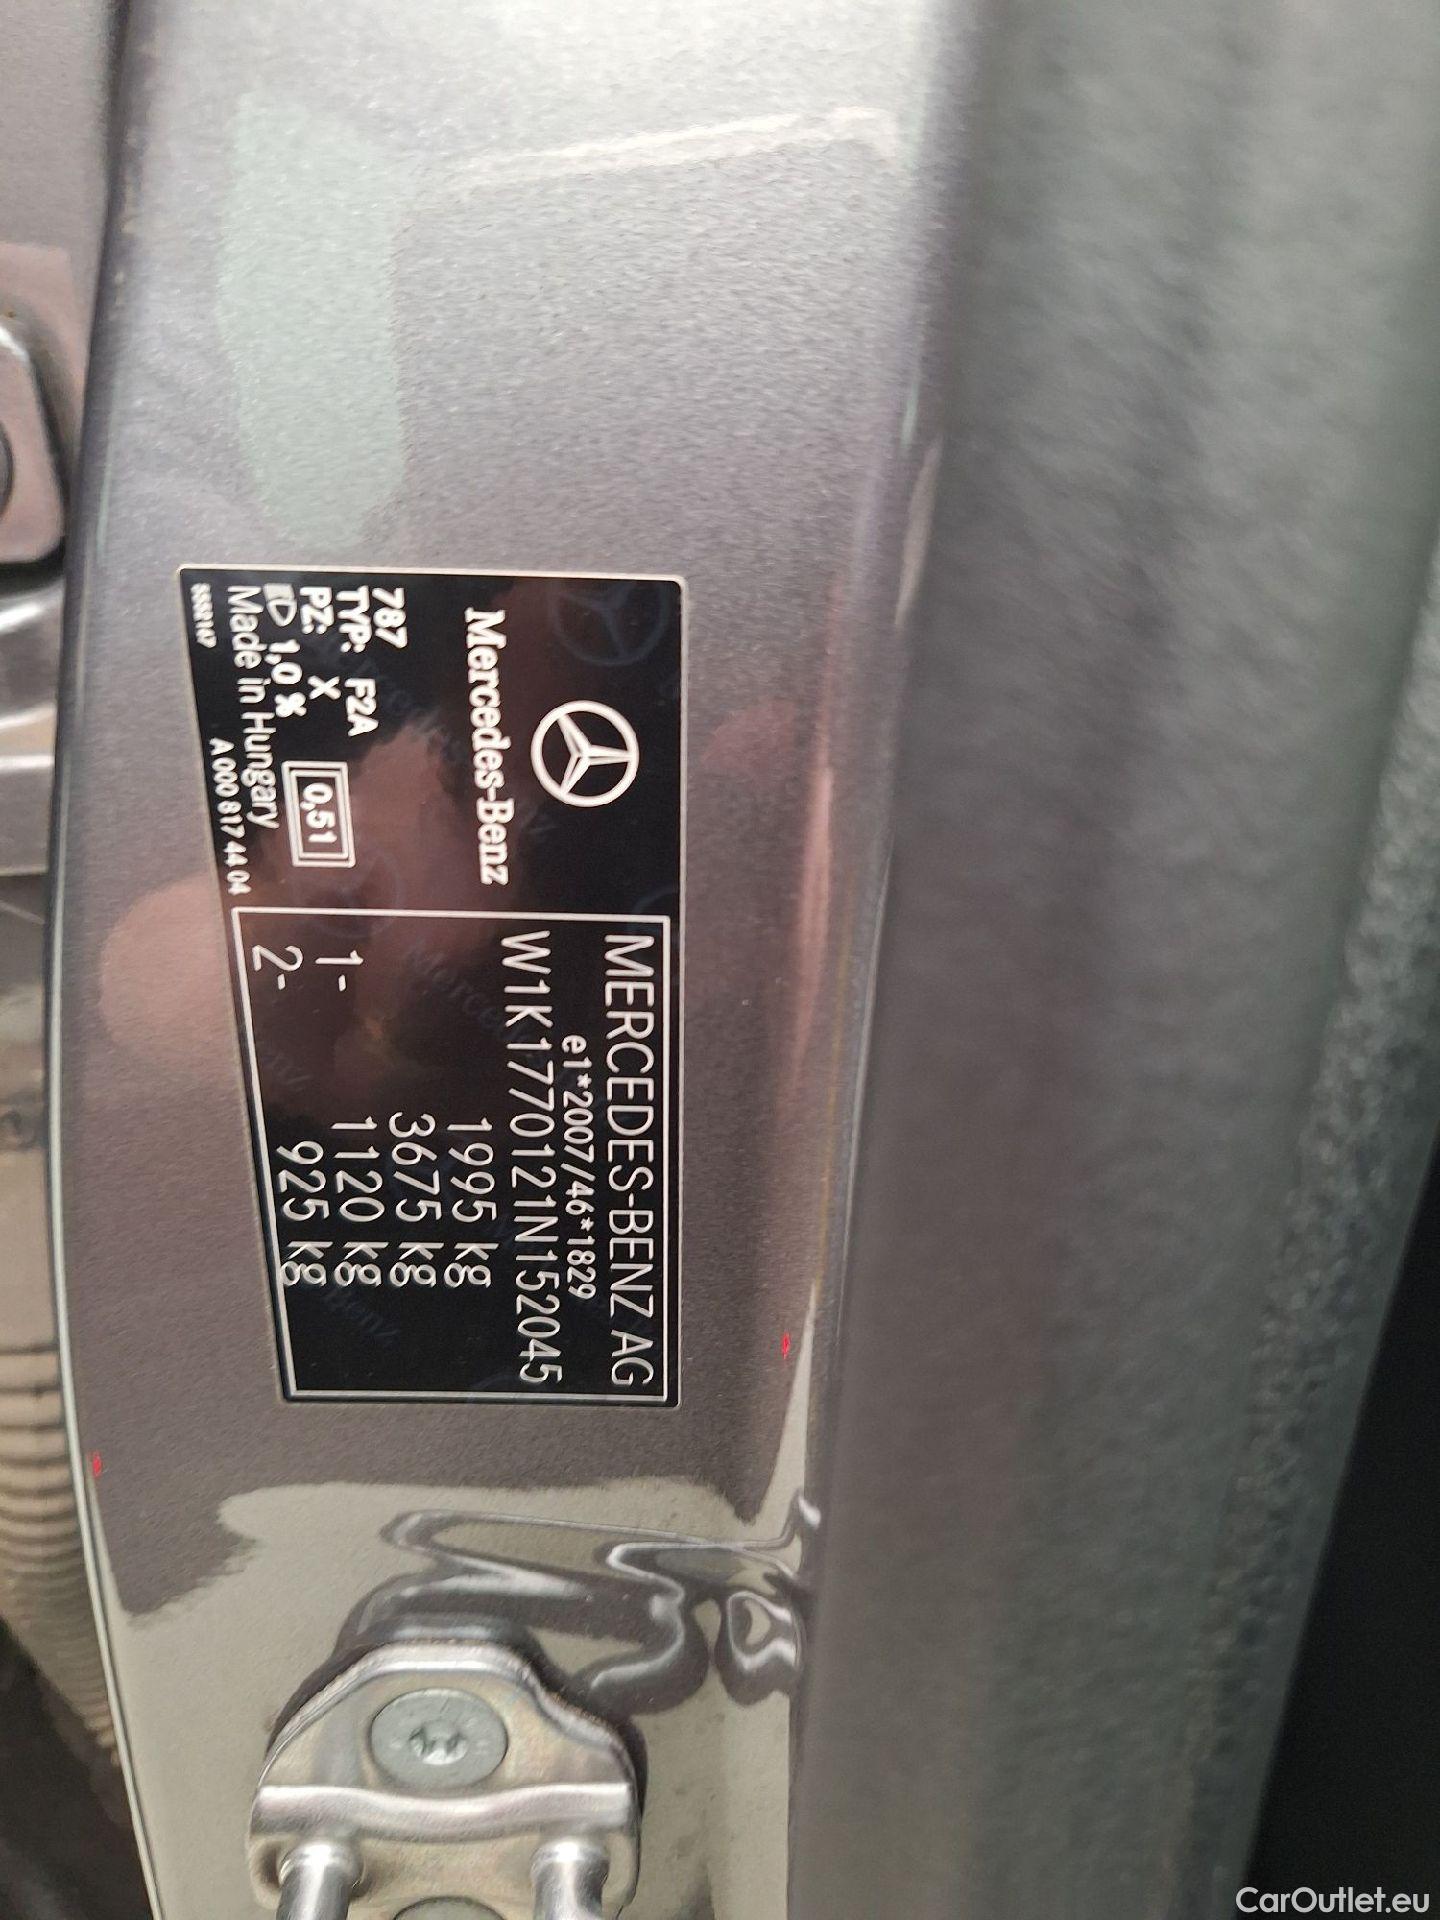 Mercedes-Benz
787
TYP: F2A
PZ: X
1,0 %
0,51
Made in Hungary
A 000 817 44 04
MERCEDES-BENZ AG
e1*2007/46*1829
W1K1770121N152045
1995 kg
3675 kg
1- 1120 kg
2- 925 kg
CarOutlet.eu